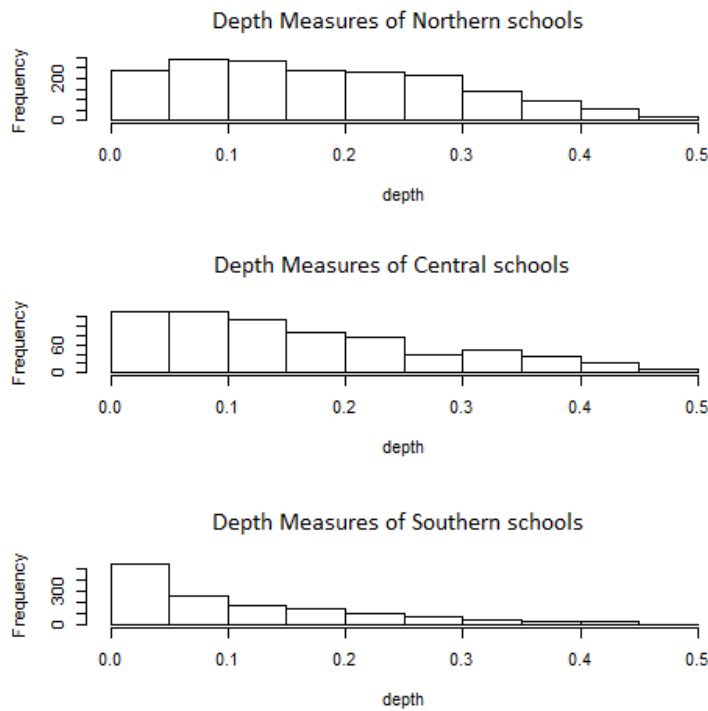 Depth Measures of Northern schools
Frequency
0 200
0.0 0.1 0.2 0.3 0.4 0.5
depth
Depth Measures of Central schools
Frequency
0 60
0.0 0.1 0.2 0.3 0.4 0.5
depth
Depth Measures of Southern schools
Frequency
0 300
0.0 0.1 0.2 0.3 0.4 0.5
depth